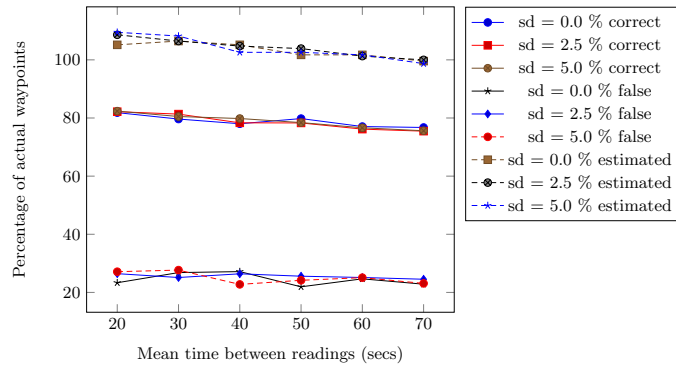 Percentage of actual waypoints
100
80
60
40
20
20 30 40 50 60 70
Mean time between readings (secs)
sd = 0.0 % correct
sd = 2.5 % correct
sd = 5.0 % correct
sd = 0.0 % false
sd = 2.5 % false
sd = 5.0 % false
sd = 0.0 % estimated
sd = 2.5 % estimated
sd = 5.0 % estimated